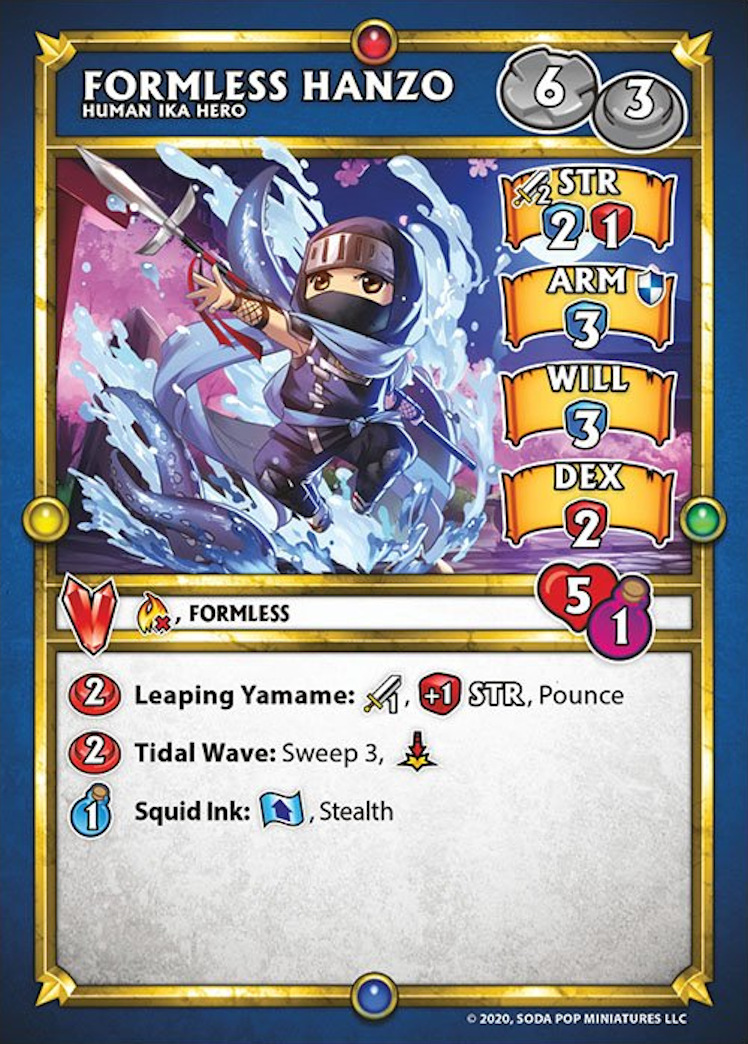 FORMLESS HANZO
HUMAN IKA HERO
6 3
2 STR
2 1
ARM
3
WILL
3
DEX
2
, FORMLESS
5 1
2 Leaping Yamame: 1, +1 STR, Pounce
2 Tidal Wave: Sweep 3,
1 Squid Ink: , Stealth
© 2020, SODA POP MINIATURES LLC